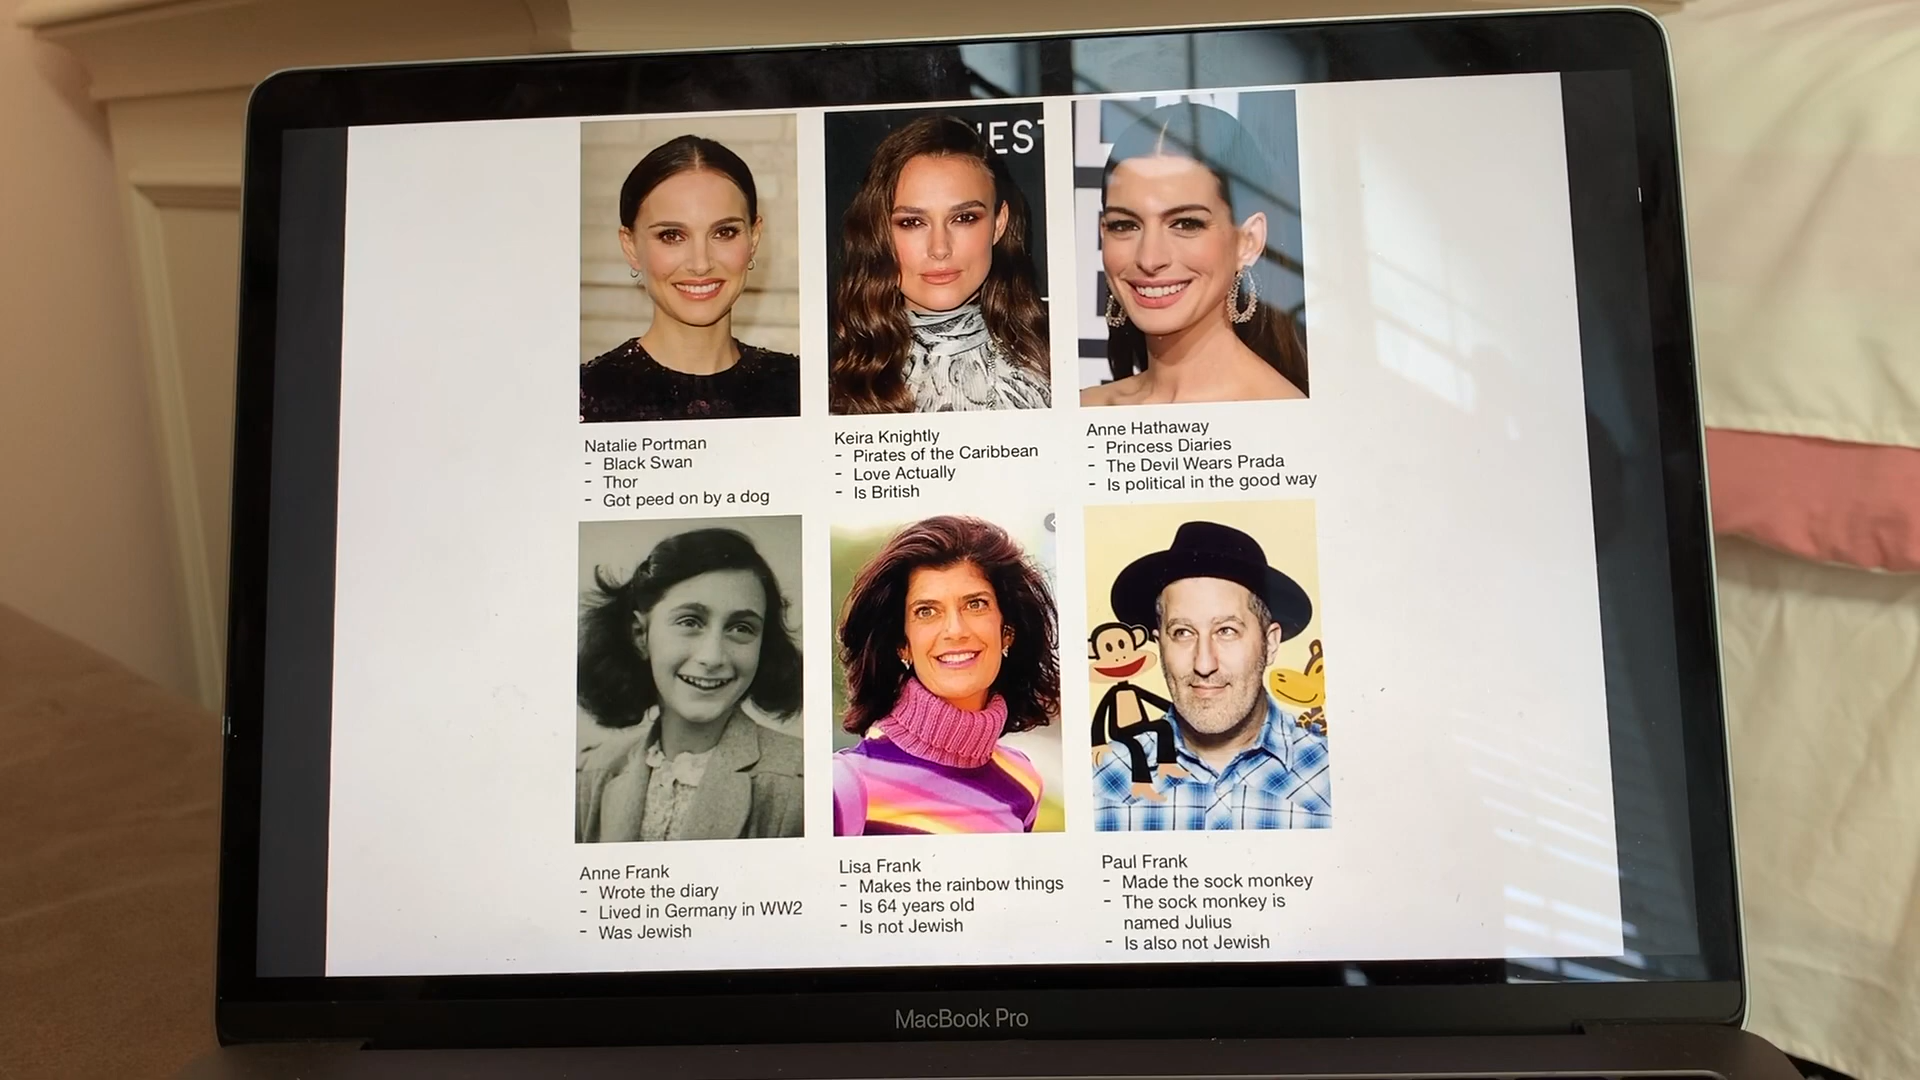 'EST
Natalie Portman
- Black Swan
- Thor
- Got peed on by a dog
Keira Knightly
- Pirates of the Caribbean
- Love Actually
- Is British
Anne Hathaway
- Princess Diaries
- The Devil Wears Prada
- Is political in the good way
Anne Frank
- Wrote the diary
- Lived in Germany in WW2
- Was Jewish
Lisa Frank
- Makes the rainbow things
- Is 64 years old
- Is not Jewish
Paul Frank
- Made the sock monkey
- The sock monkey is
named Julius
- Is also not Jewish
MacBook Pro